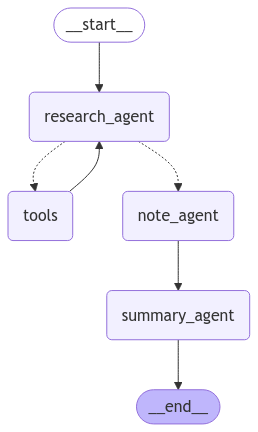 __start__
research_agent
tools
note_agent
summary_agent
__end__